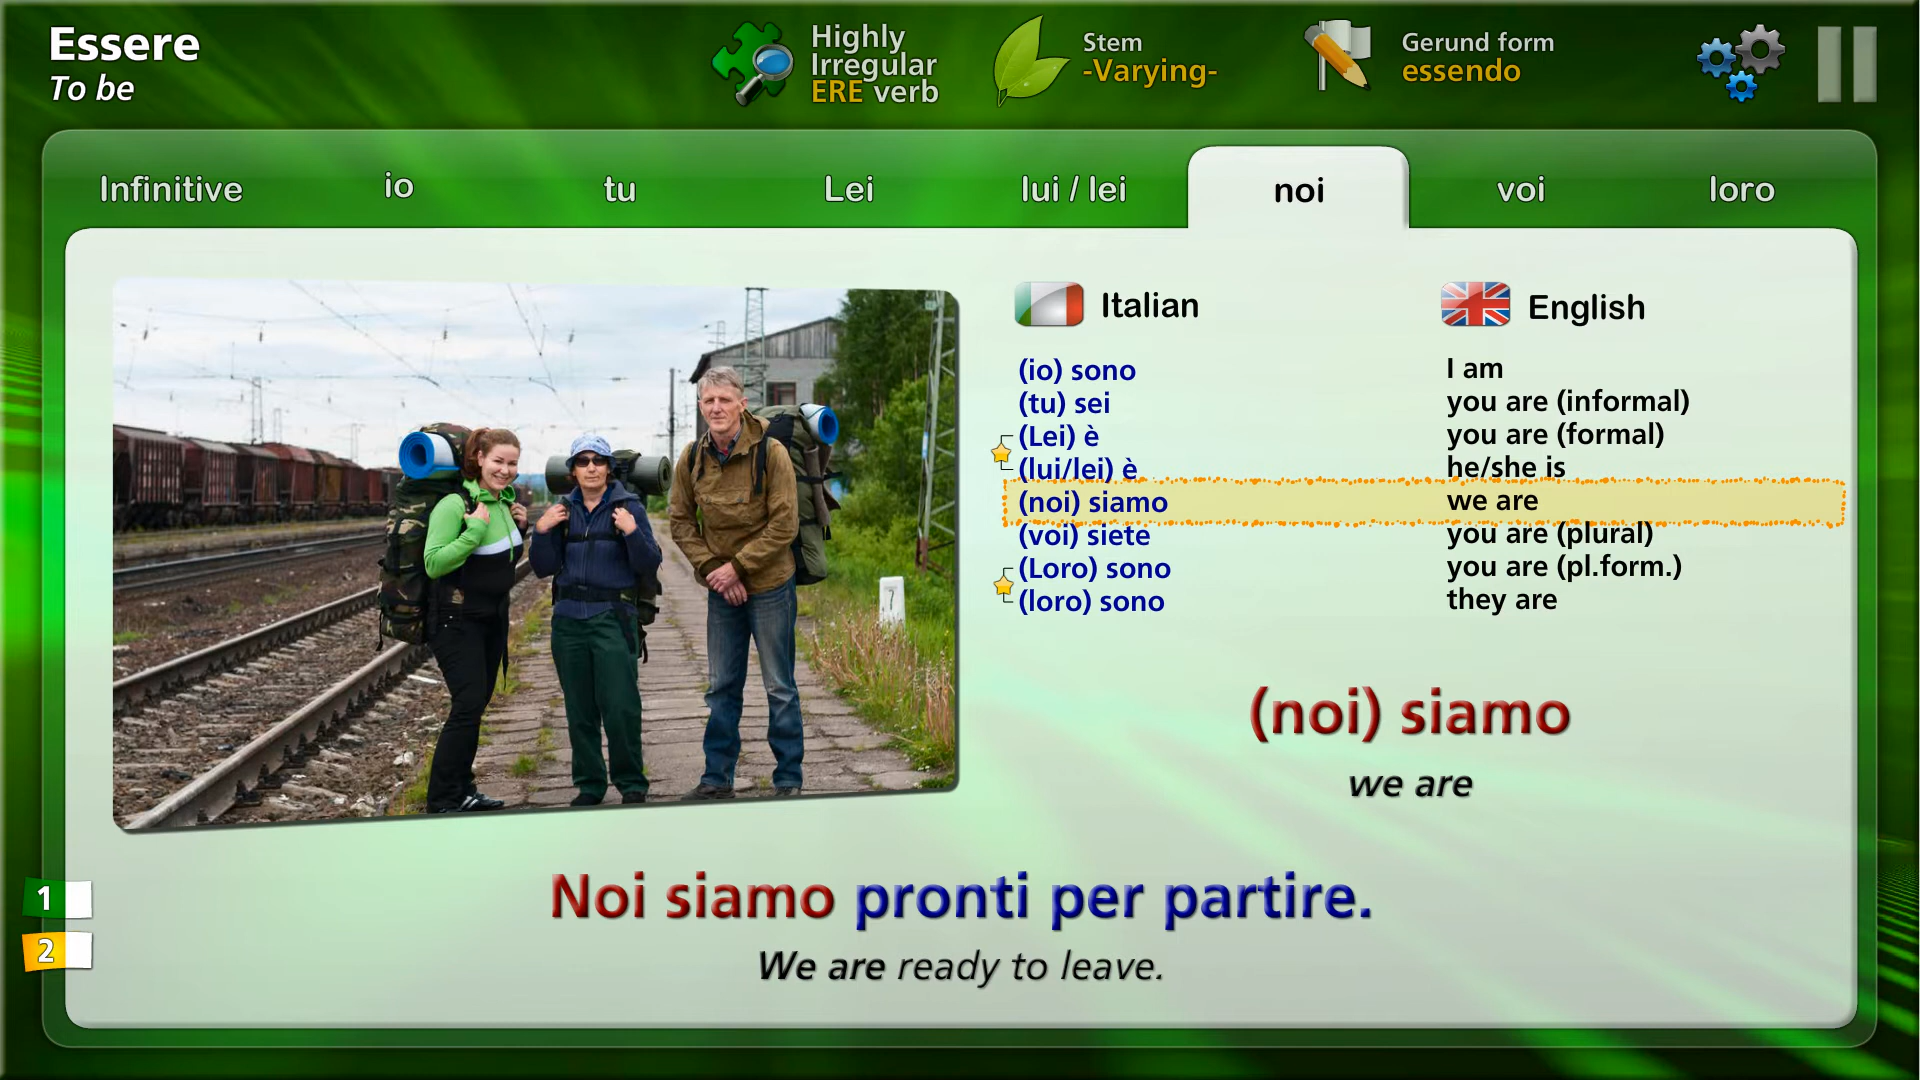 Essere
To be
Highly
Irregular
ERE verb
Stem
-Varying-
Gerund form
essendo
Infinitive
io
tu
Lei
lui / lei
noi
voi
loro
Italian
English
(io) sono
I am
(tu) sei
you are (informal)
(Lei) è
you are (formal)
(lui/lei) è
he/she is
(noi) siamo
we are
(voi) siete
you are (plural)
(Loro) sono
you are (pl.form.)
(loro) sono
they are
(noi) siamo
we are
7
1
Noi siamo pronti per partire.
2
We are ready to leave.